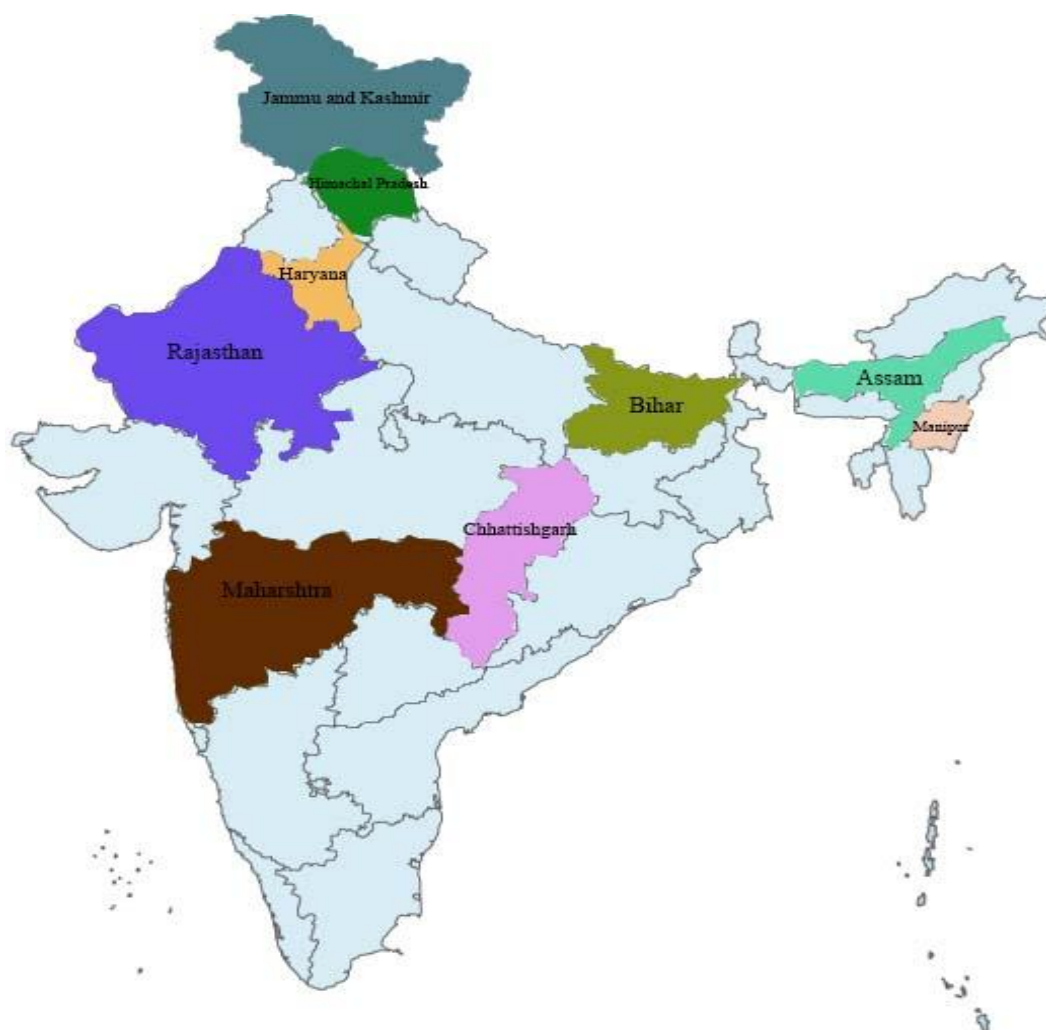 Jammu and Kashmir
Himachal Pradesh
Haryana
Rajasthan
Assam
Bihar
Manipur
Chhattishgarh
Maharshtra